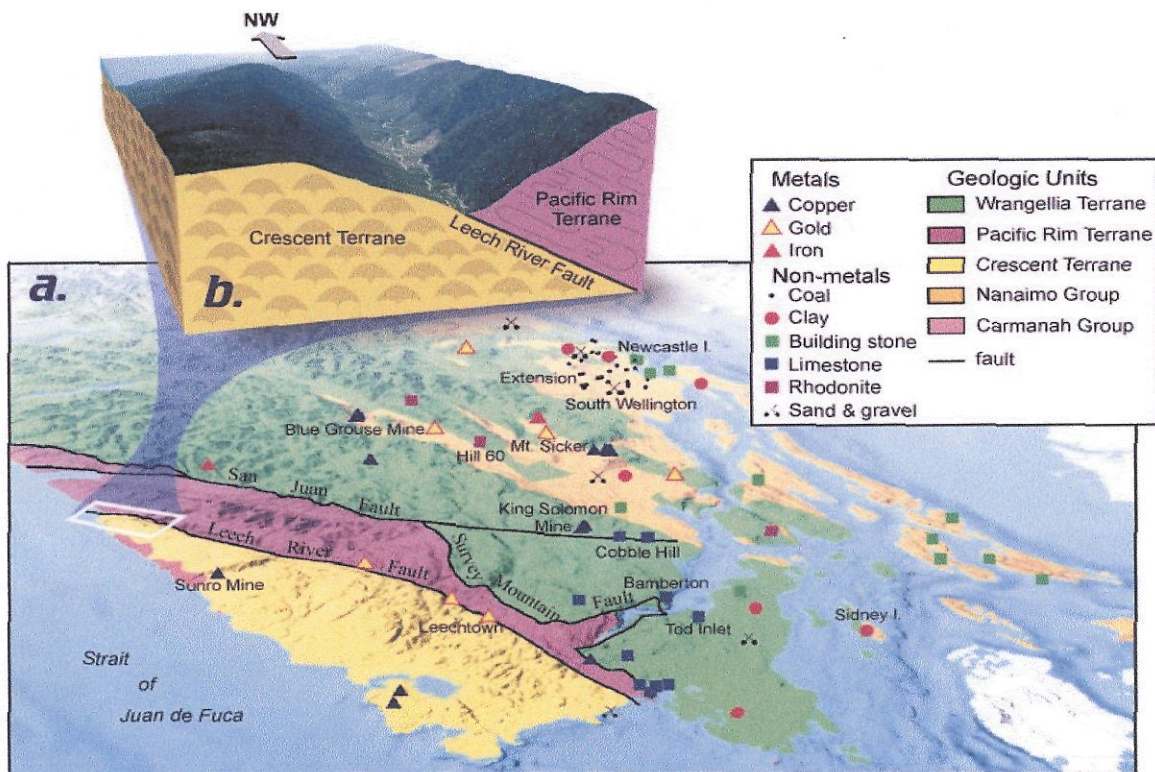 NW
Pacific Rim
Terrane
Crescent Terrane
Leech River Fault
b.
a.
Metals
Copper
Gold
Iron
Non-metals
Coal
Clay
Building stone
Limestone
Rhodonite
Sand & gravel
Geologic Units
Wrangellia Terrane
Pacific Rim Terrane
Crescent Terrane
Nanaimo Group
Carmanah Group
fault
Newcastle I.
Extension
South Wellington
Blue Grouse Mine
Mt. Sicker
Hill 60
San Juan Fault
King Solomon
Mine
Cobble Hill
Leech River Fault
Survey Mountain Fault
Bamberton
Sunro Mine
Leechtown
Tod Inlet
Sidney I.
Strait
of
Juan de Fuca